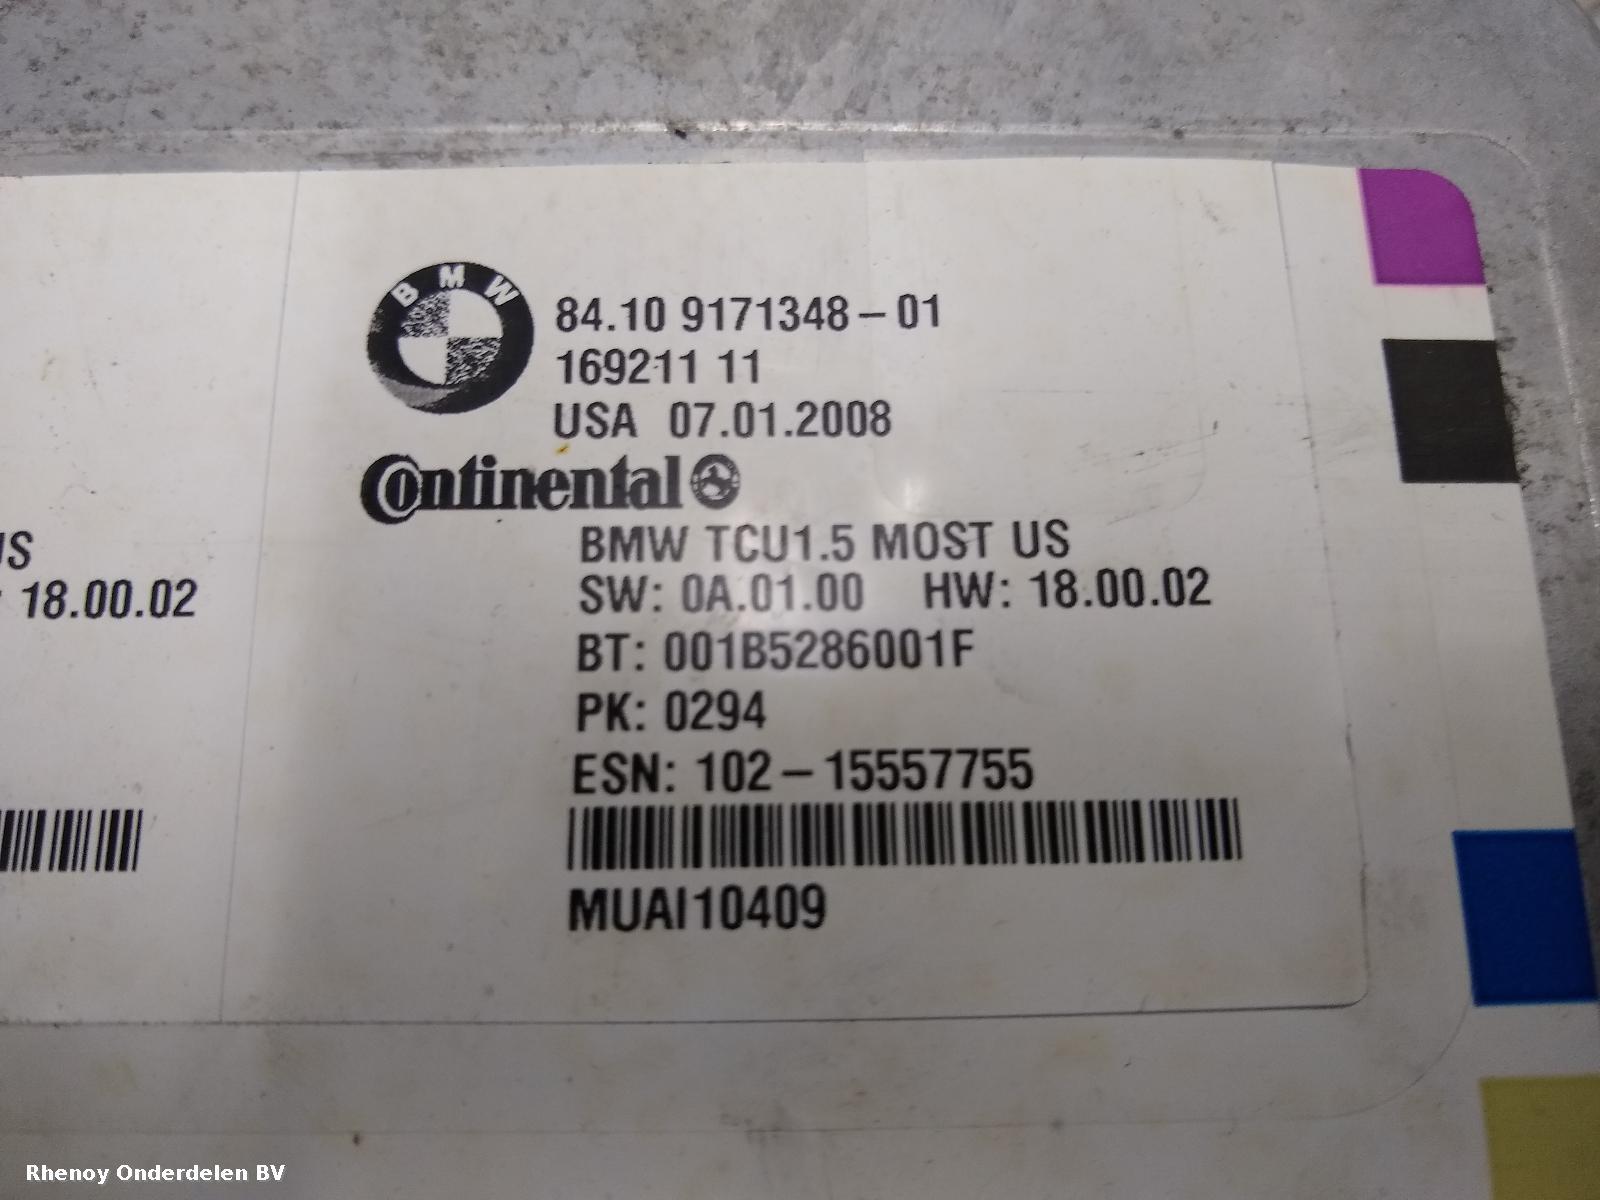 BMW
84.10 9171348-01
169211 11
USA 07.01.2008
Continental
BMW TCU1.5 MOST US
SW: 0A.01.00 HW: 18.00.02
BT: 001B5286001F
PK: 0294
ESN: 102-15557755
MUAI10409
US
: 18.00.02
Rhenoy Onderdelen BV